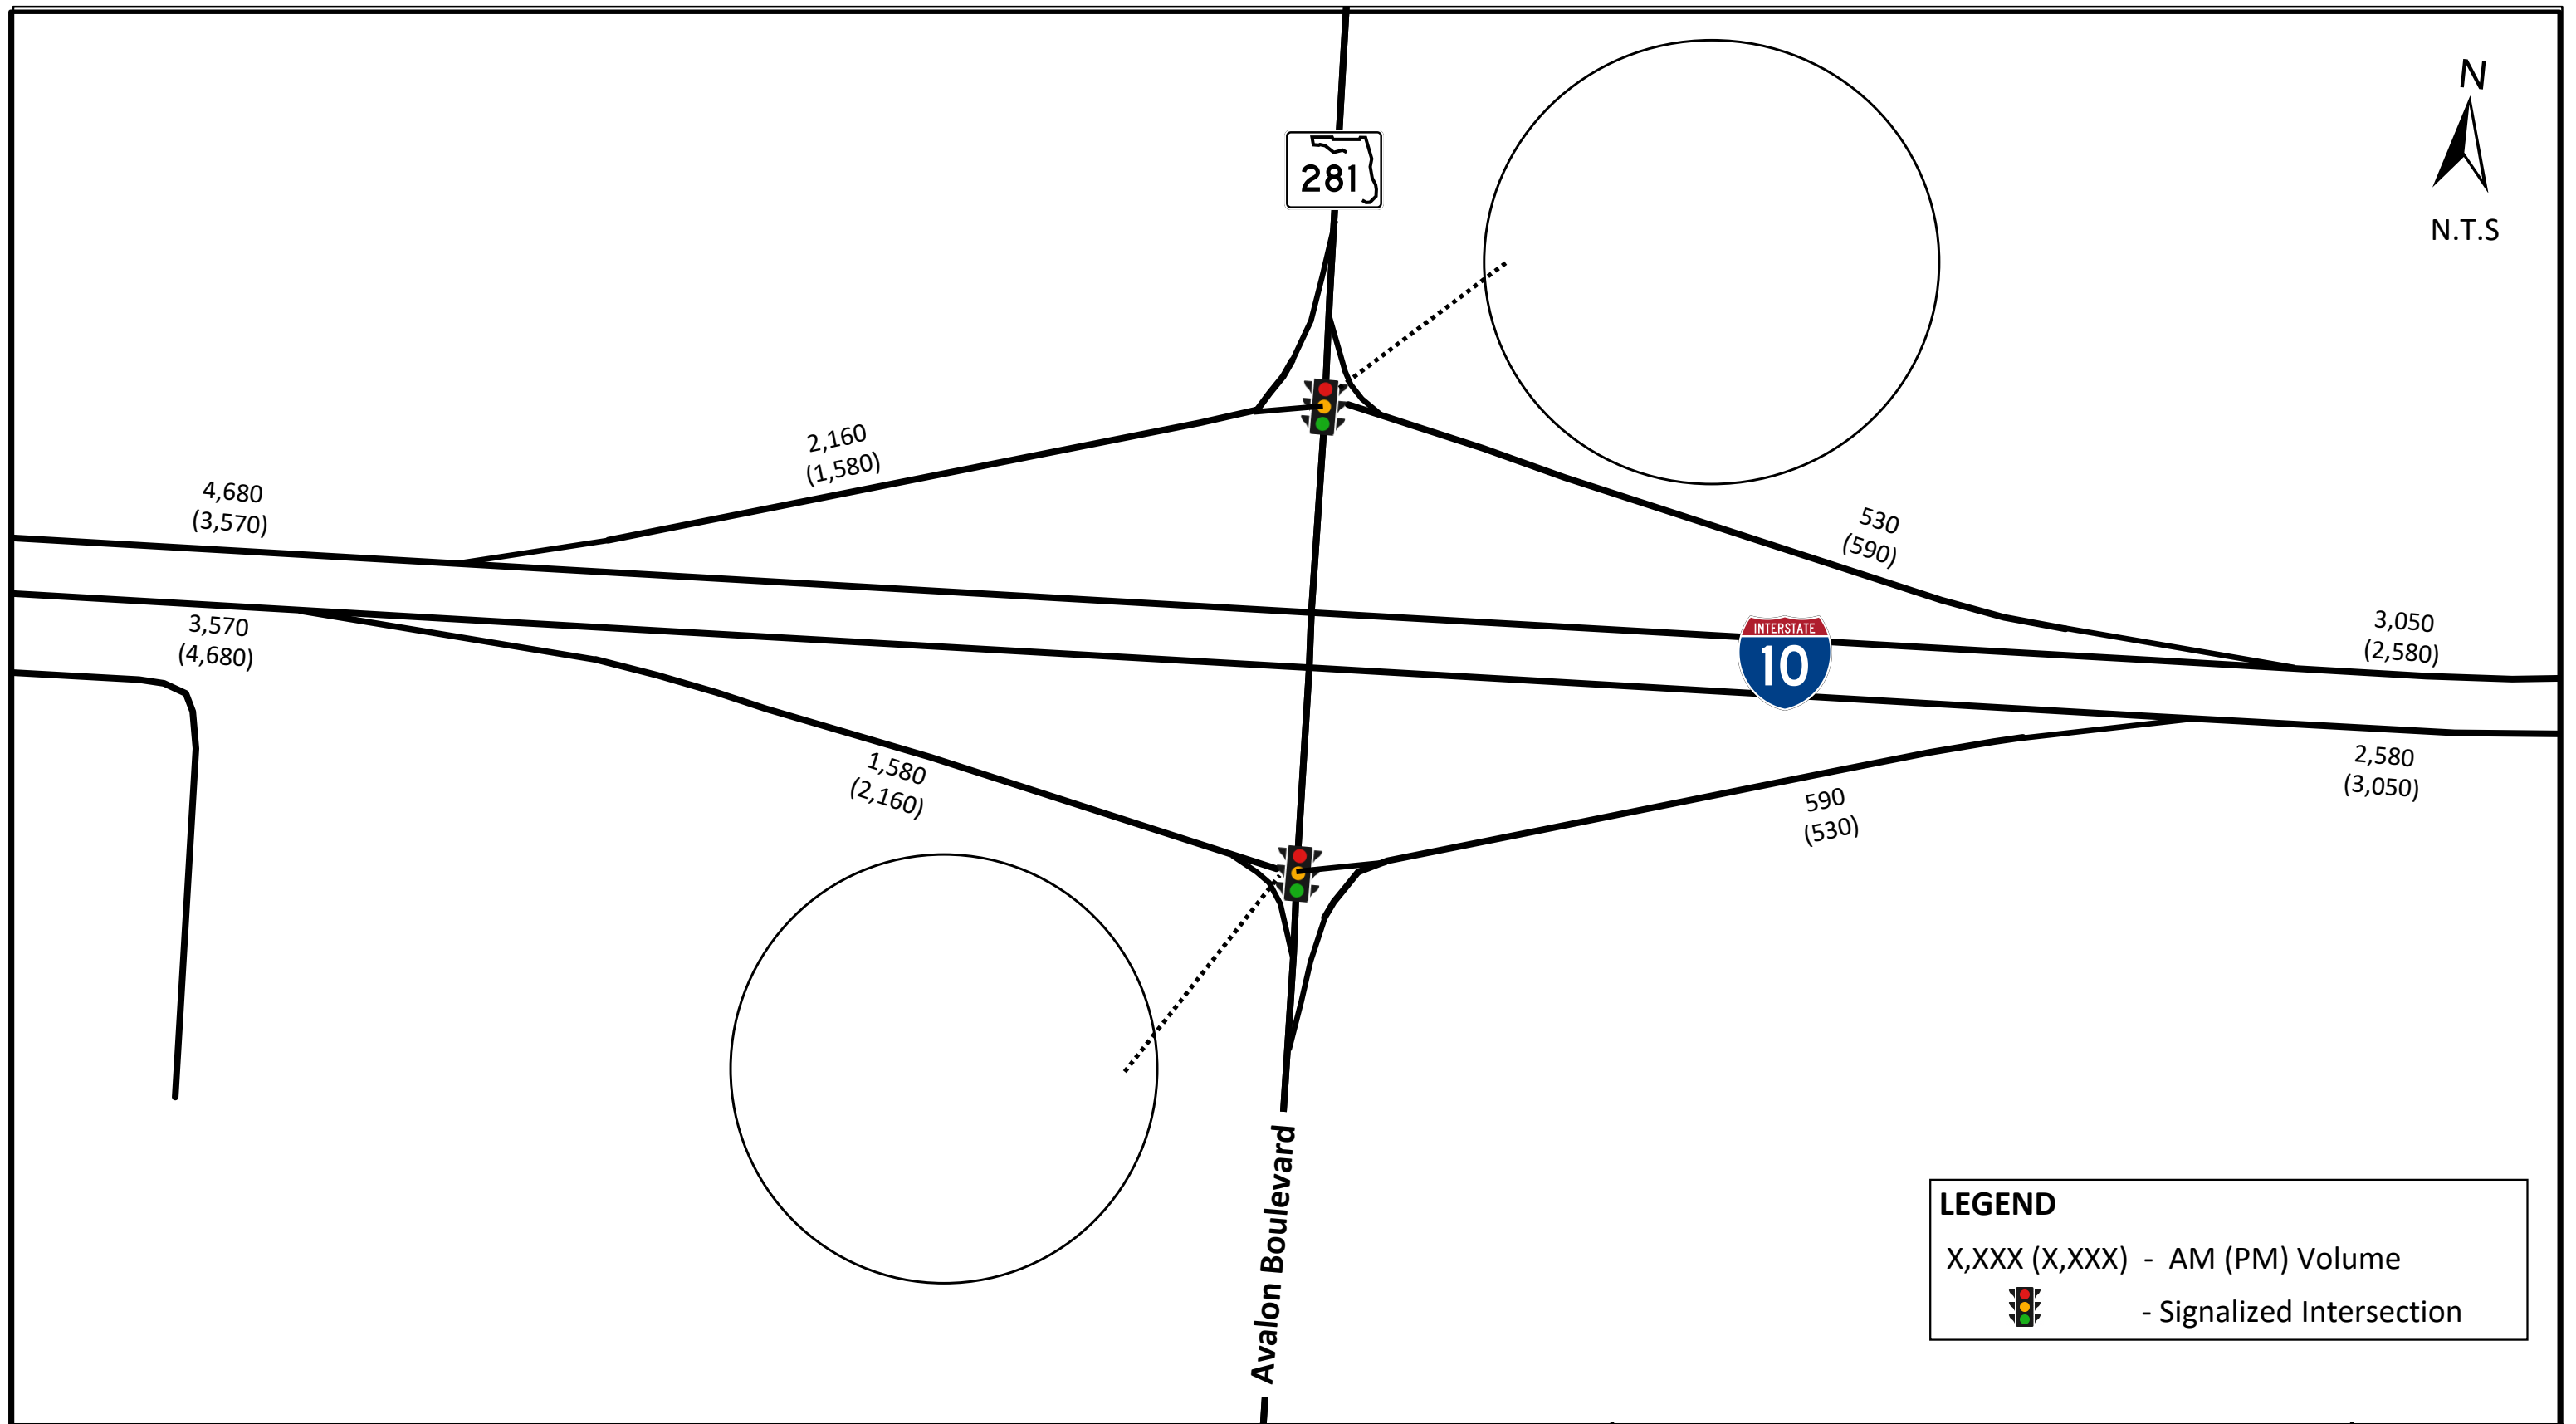 N
N.T.S
281
2,160
(1,580)
4,680
(3,570)
530
(590)
3,050
(2,580)
INTERSTATE
10
3,570
(4,680)
1,580
(2,160)
590
(530)
2,580
(3,050)
Avalon Boulevard
LEGEND
X,XXX (X,XXX) - AM (PM) Volume
- Signalized Intersection